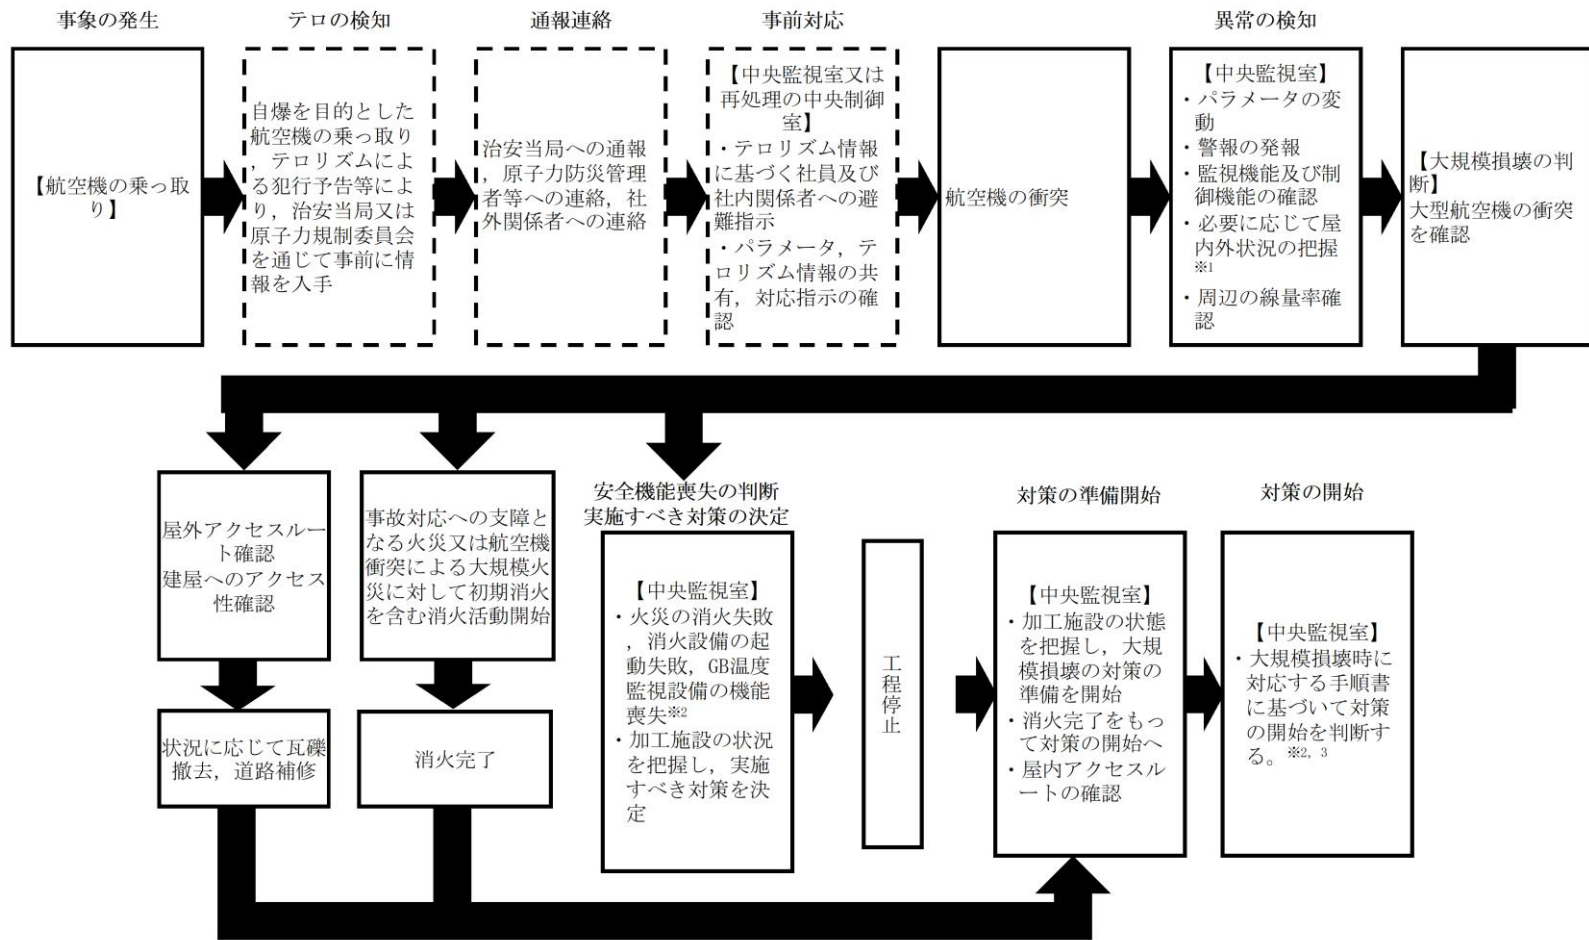 事象の発生
テロの検知
通報連絡
事前対応
異常の検知
【航空機の乗っ取
り】
自爆を目的とした
航空機の乗っ取り
，テロリズムによ
る犯行予告等によ
り，治安当局又は
原子力規制委員会
を通じて事前に情
報を入手
治安当局への通報
，原子力防災管理
者等への連絡，社
外関係者への連絡
【中央監視室又は
再処理の中央制御
室】
・テロリズム情報
に基づく社員及び
社内関係者への避
難指示
・パラメータ，テ
ロリズム情報の共
有，対応指示の確
認
航空機の衝突
【中央監視室】
・パラメータの変
動
・警報の発報
・監視機能及び制
御機能の確認
・必要に応じて屋
内外状況の把握
※1
・周辺の線量率確
認
【大規模損壊の判
断】
大型航空機の衝突
を確認
屋外アクセスルー
ト確認
建屋へのアクセス
性確認
状況に応じて瓦礫
撤去，道路補修
事故対応への支障と
なる火災又は航空機
衝突による大規模火
災に対して初期消火
を含む消火活動開始
消火完了
安全機能喪失の判断
実施すべき対策の決定
【中央監視室】
・火災の消火失敗
，消火設備の起
動失敗，GB温度
監視設備の機能
喪失※2
・加工施設の状況
を把握し，実施
すべき対策を決
定
工程停止
対策の準備開始
【中央監視室】
・加工施設の状態
を把握し，大規
模損壊の対策の
準備を開始
・消火完了をもっ
て対策の開始へ
・屋内アクセスルー
トの確認
対策の開始
【中央監視室】
・大規模損壊時に
対応する手順書
に基づいて対策
の開始を判断す
る。※2，3